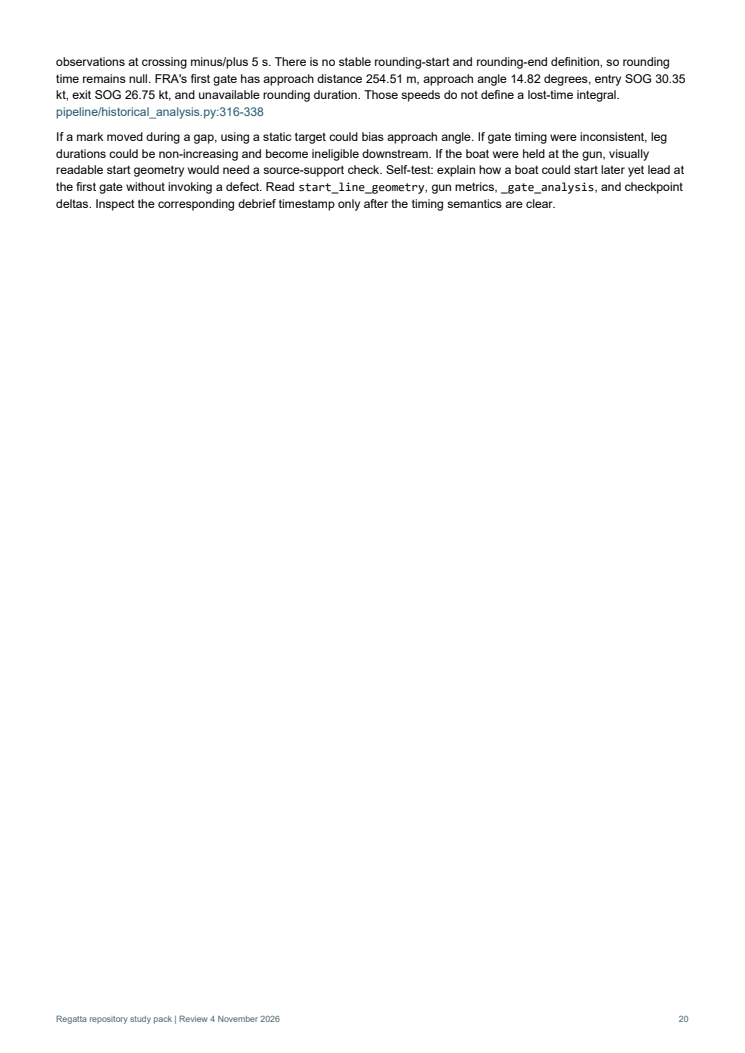 observations at crossing minus/plus 5 s. There is no stable rounding-start and rounding-end definition, so rounding
time remains null. FRA's first gate has approach distance 254.51 m, approach angle 14.82 degrees, entry SOG 30.35
kt, exit SOG 26.75 kt, and unavailable rounding duration. Those speeds do not define a lost-time integral.
pipeline/historical_analysis.py:316-338
If a mark moved during a gap, using a static target could bias approach angle. If gate timing were inconsistent, leg
durations could be non-increasing and become ineligible downstream. If the boat were held at the gun, visually
readable start geometry would need a source-support check. Self-test: explain how a boat could start later yet lead at
the first gate without invoking a defect. Read start_line_geometry, gun metrics, _gate_analysis, and checkpoint
deltas. Inspect the corresponding debrief timestamp only after the timing semantics are clear.
Regatta repository study pack | Review 4 November 2026
20